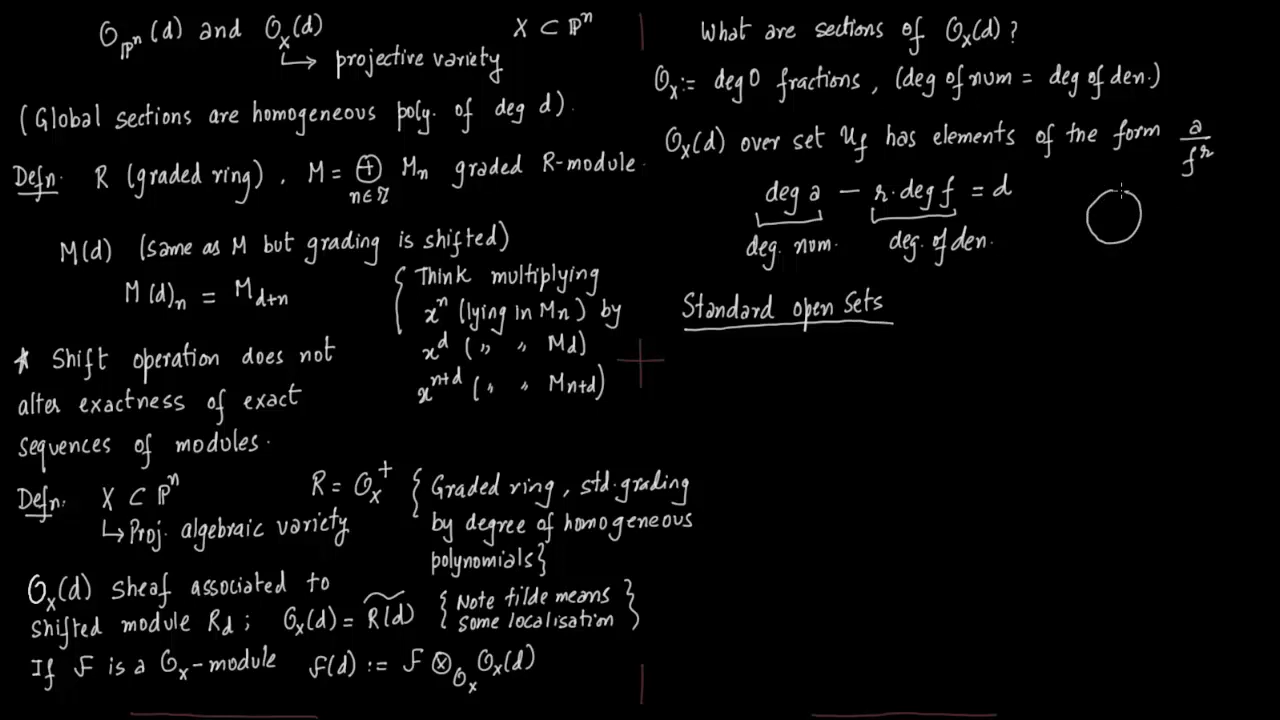 O_{ℙ^n}(d) and O_X(d)    X ⊂ ℙ^n
↳ projective variety
(Global sections are homogeneous poly. of deg d).
Defn. R (graded ring), M = ⊕_{n∈ℤ} M_n graded R-module.
M(d) (same as M but grading is shifted)
M(d)_n = M_{d+n}
{ Think multiplying
x^n (lying in M_n) by
x^d ( " " M_d)
x^{n+d} ( " " M_{n+d})
* Shift operation does not
alter exactness of exact
sequences of modules.
Defn. X ⊂ ℙ^n    R = O_X^+
↳ Proj. algebraic variety
{ Graded ring, std. grading
by degree of homogeneous
polynomials}
O_X(d) sheaf associated to
shifted module R_d; O_X(d) = \widetilde{R(d)}
{ Note tilde means
some localisation }
If F is a O_X-module F(d) := F ⊗_{O_X} O_X(d)
What are sections of O_X(d)?
O_X := deg 0 fractions, (deg of num = deg of den.)
O_X(d) over set U_f has elements of the form a/f^r
deg a − r. deg f = d
deg. num. deg. of den.
Standard open Sets